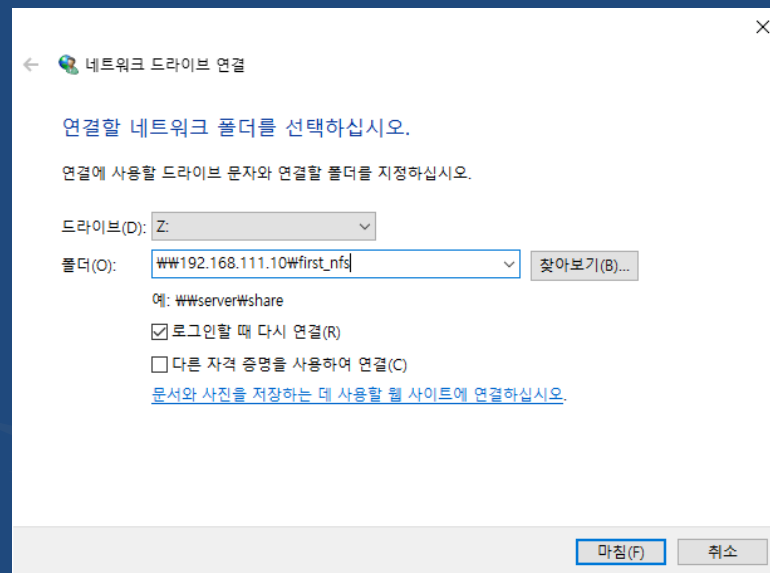 네트워크 드라이브 연결
연결할 네트워크 폴더를 선택하십시오.
연결에 사용할 드라이브 문자와 연결할 폴더를 지정하십시오.
드라이브(D): Z:
폴더(O): ₩₩192.168.111.10₩first_nfs 찾아보기(B)...
예: ₩₩server₩share
로그인할 때 다시 연결(R)
다른 자격 증명을 사용하여 연결(C)
문서와 사진을 저장하는 데 사용할 웹 사이트에 연결하십시오.
마침(F) 취소